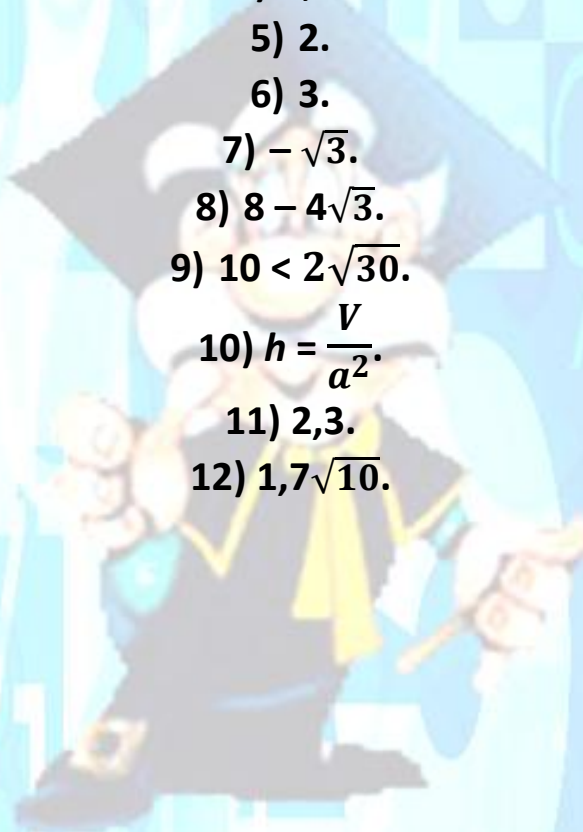 5) 2.
6) 3.
7) – √3.
8) 8 – 4√3.
9) 10 < 2√30.
10) h = V/a².
11) 2,3.
12) 1,7√10.